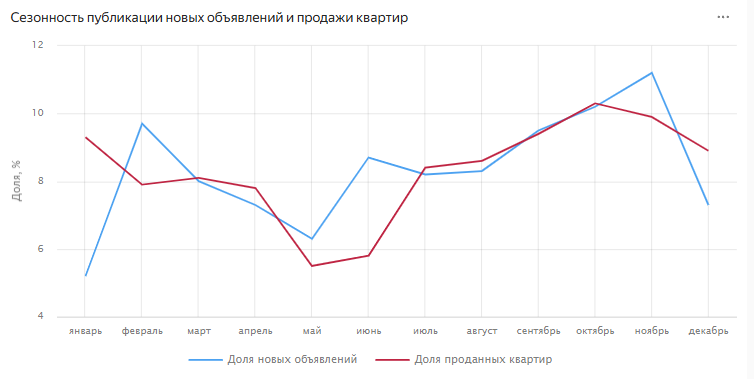 Сезонность публикации новых объявлений и продажи квартир
12
10
8
6
4
Доля, %
январь февраль март апрель май июнь июль август сентябрь октябрь ноябрь декабрь
Доля новых объявлений Доля проданных квартир